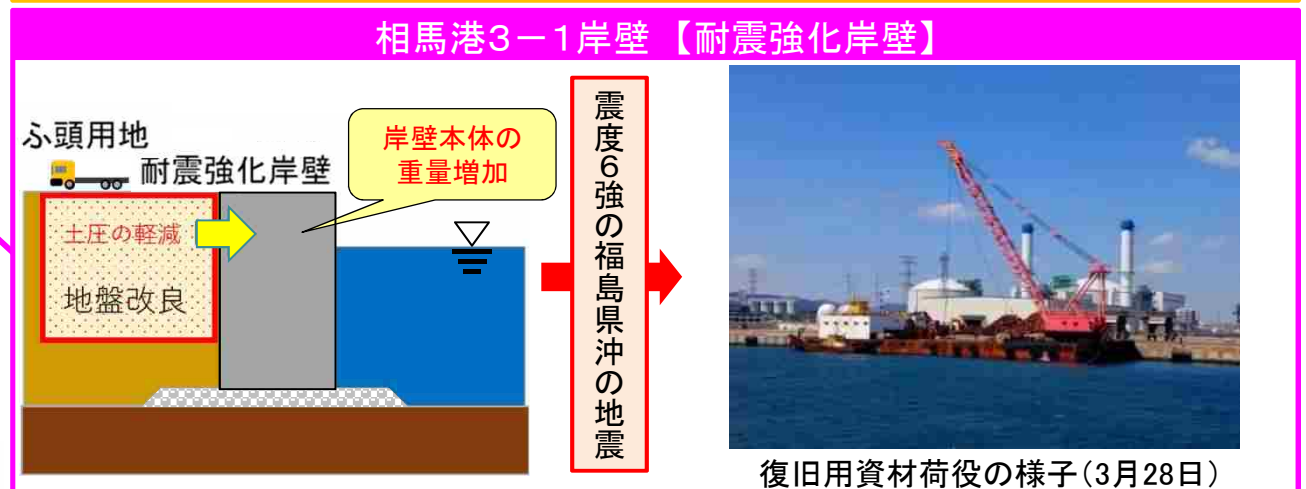 相馬港3－1岸壁【耐震強化岸壁】
ふ頭用地
耐震強化岸壁
岸壁本体の
重量増加
土圧の軽減
地盤改良
震度6強の福島県沖の地震
復旧用資材荷役の様子(3月28日)